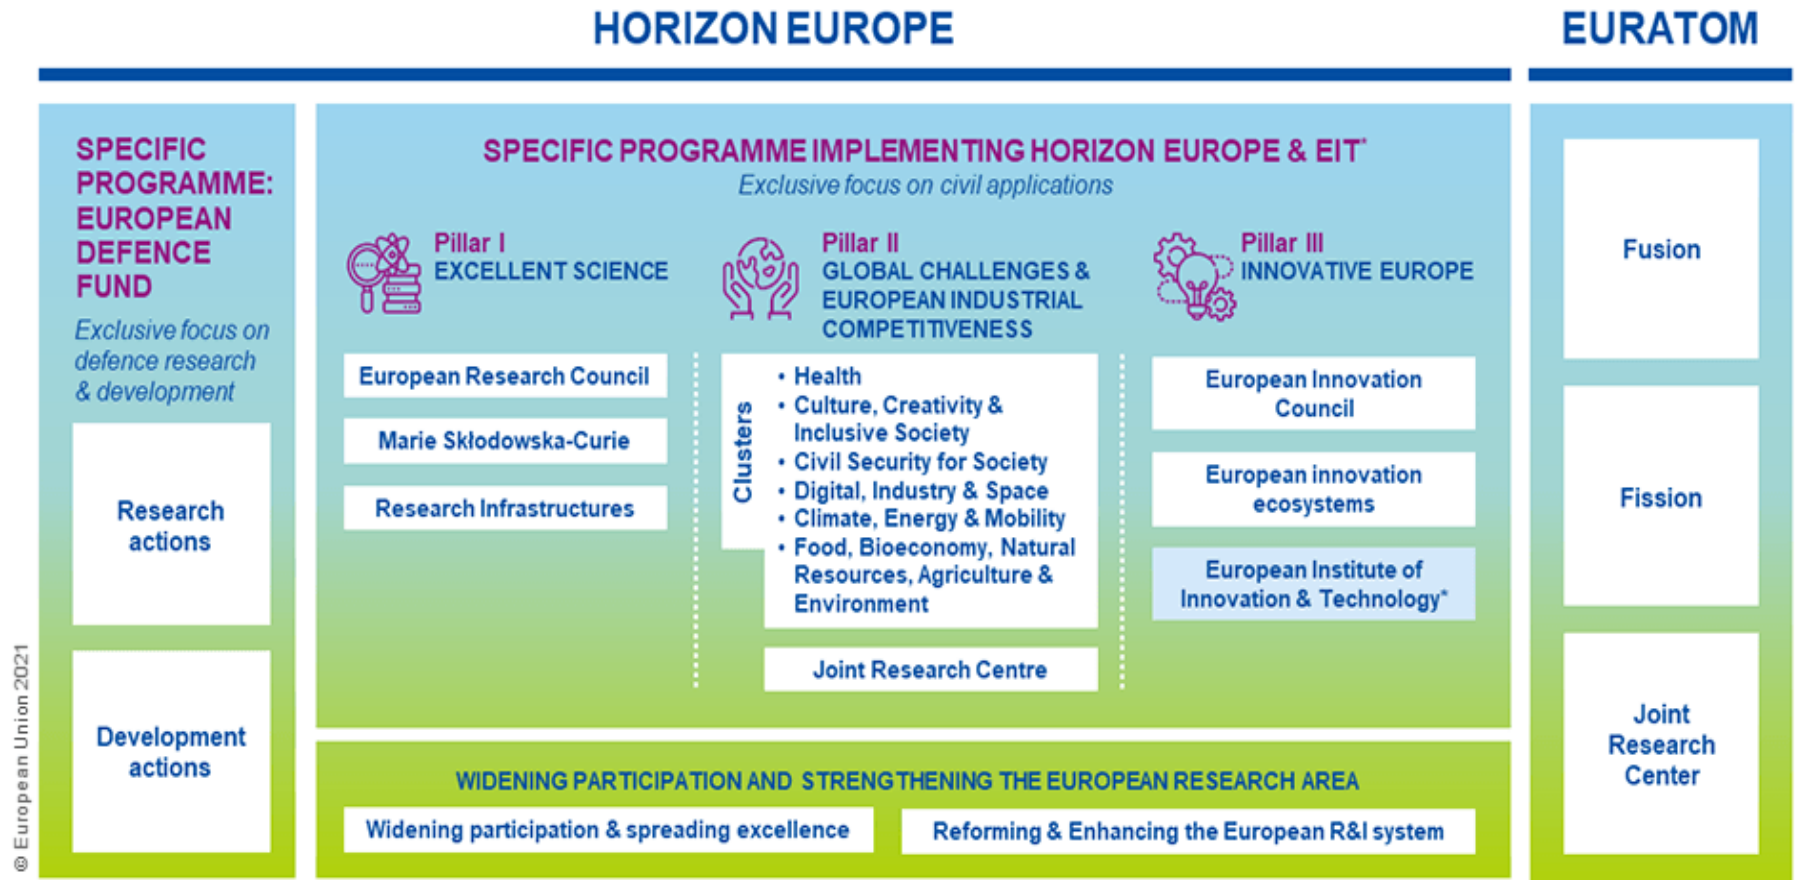 HORIZON EUROPE
EURATOM
SPECIFIC
PROGRAMME:
EUROPEAN
DEFENCE
FUND
Exclusive focus on
defence research
& development
Research
actions
Development
actions
SPECIFIC PROGRAMME IMPLEMENTING HORIZON EUROPE & EIT*
Exclusive focus on civil applications
Pillar I
EXCELLENT SCIENCE
European Research Council
Marie Skłodowska-Curie
Research Infrastructures
Pillar II
GLOBAL CHALLENGES &
EUROPEAN INDUSTRIAL
COMPETITIVENESS
Clusters
• Health
• Culture, Creativity &
Inclusive Society
• Civil Security for Society
• Digital, Industry & Space
• Climate, Energy & Mobility
• Food, Bioeconomy, Natural
Resources, Agriculture &
Environment
Joint Research Centre
Pillar III
INNOVATIVE EUROPE
European Innovation
Council
European innovation
ecosystems
European Institute of
Innovation & Technology*
WIDENING PARTICIPATION AND STRENGTHENING THE EUROPEAN RESEARCH AREA
Widening participation & spreading excellence
Reforming & Enhancing the European R&I system
Fusion
Fission
Joint
Research
Center
© European Union 2021